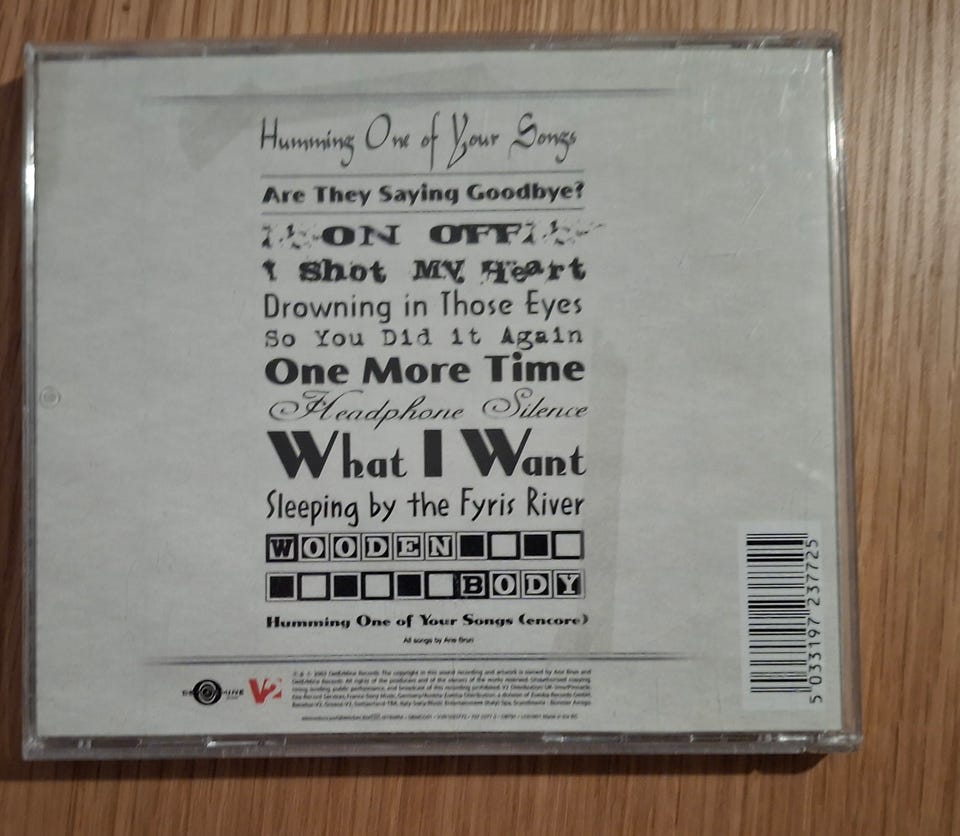 Humming One of Your Songs
Are They Saying Goodbye?
ON OFF
I Shot My Heart
Drowning in Those Eyes
So You Did it Again
One More Time
Headphone Silence
What I Want
Sleeping by the Fyris River
WOODEN
BODY
Humming One of Your Songs (encore)
All songs by Ane Brun
V2
5 033197 237725